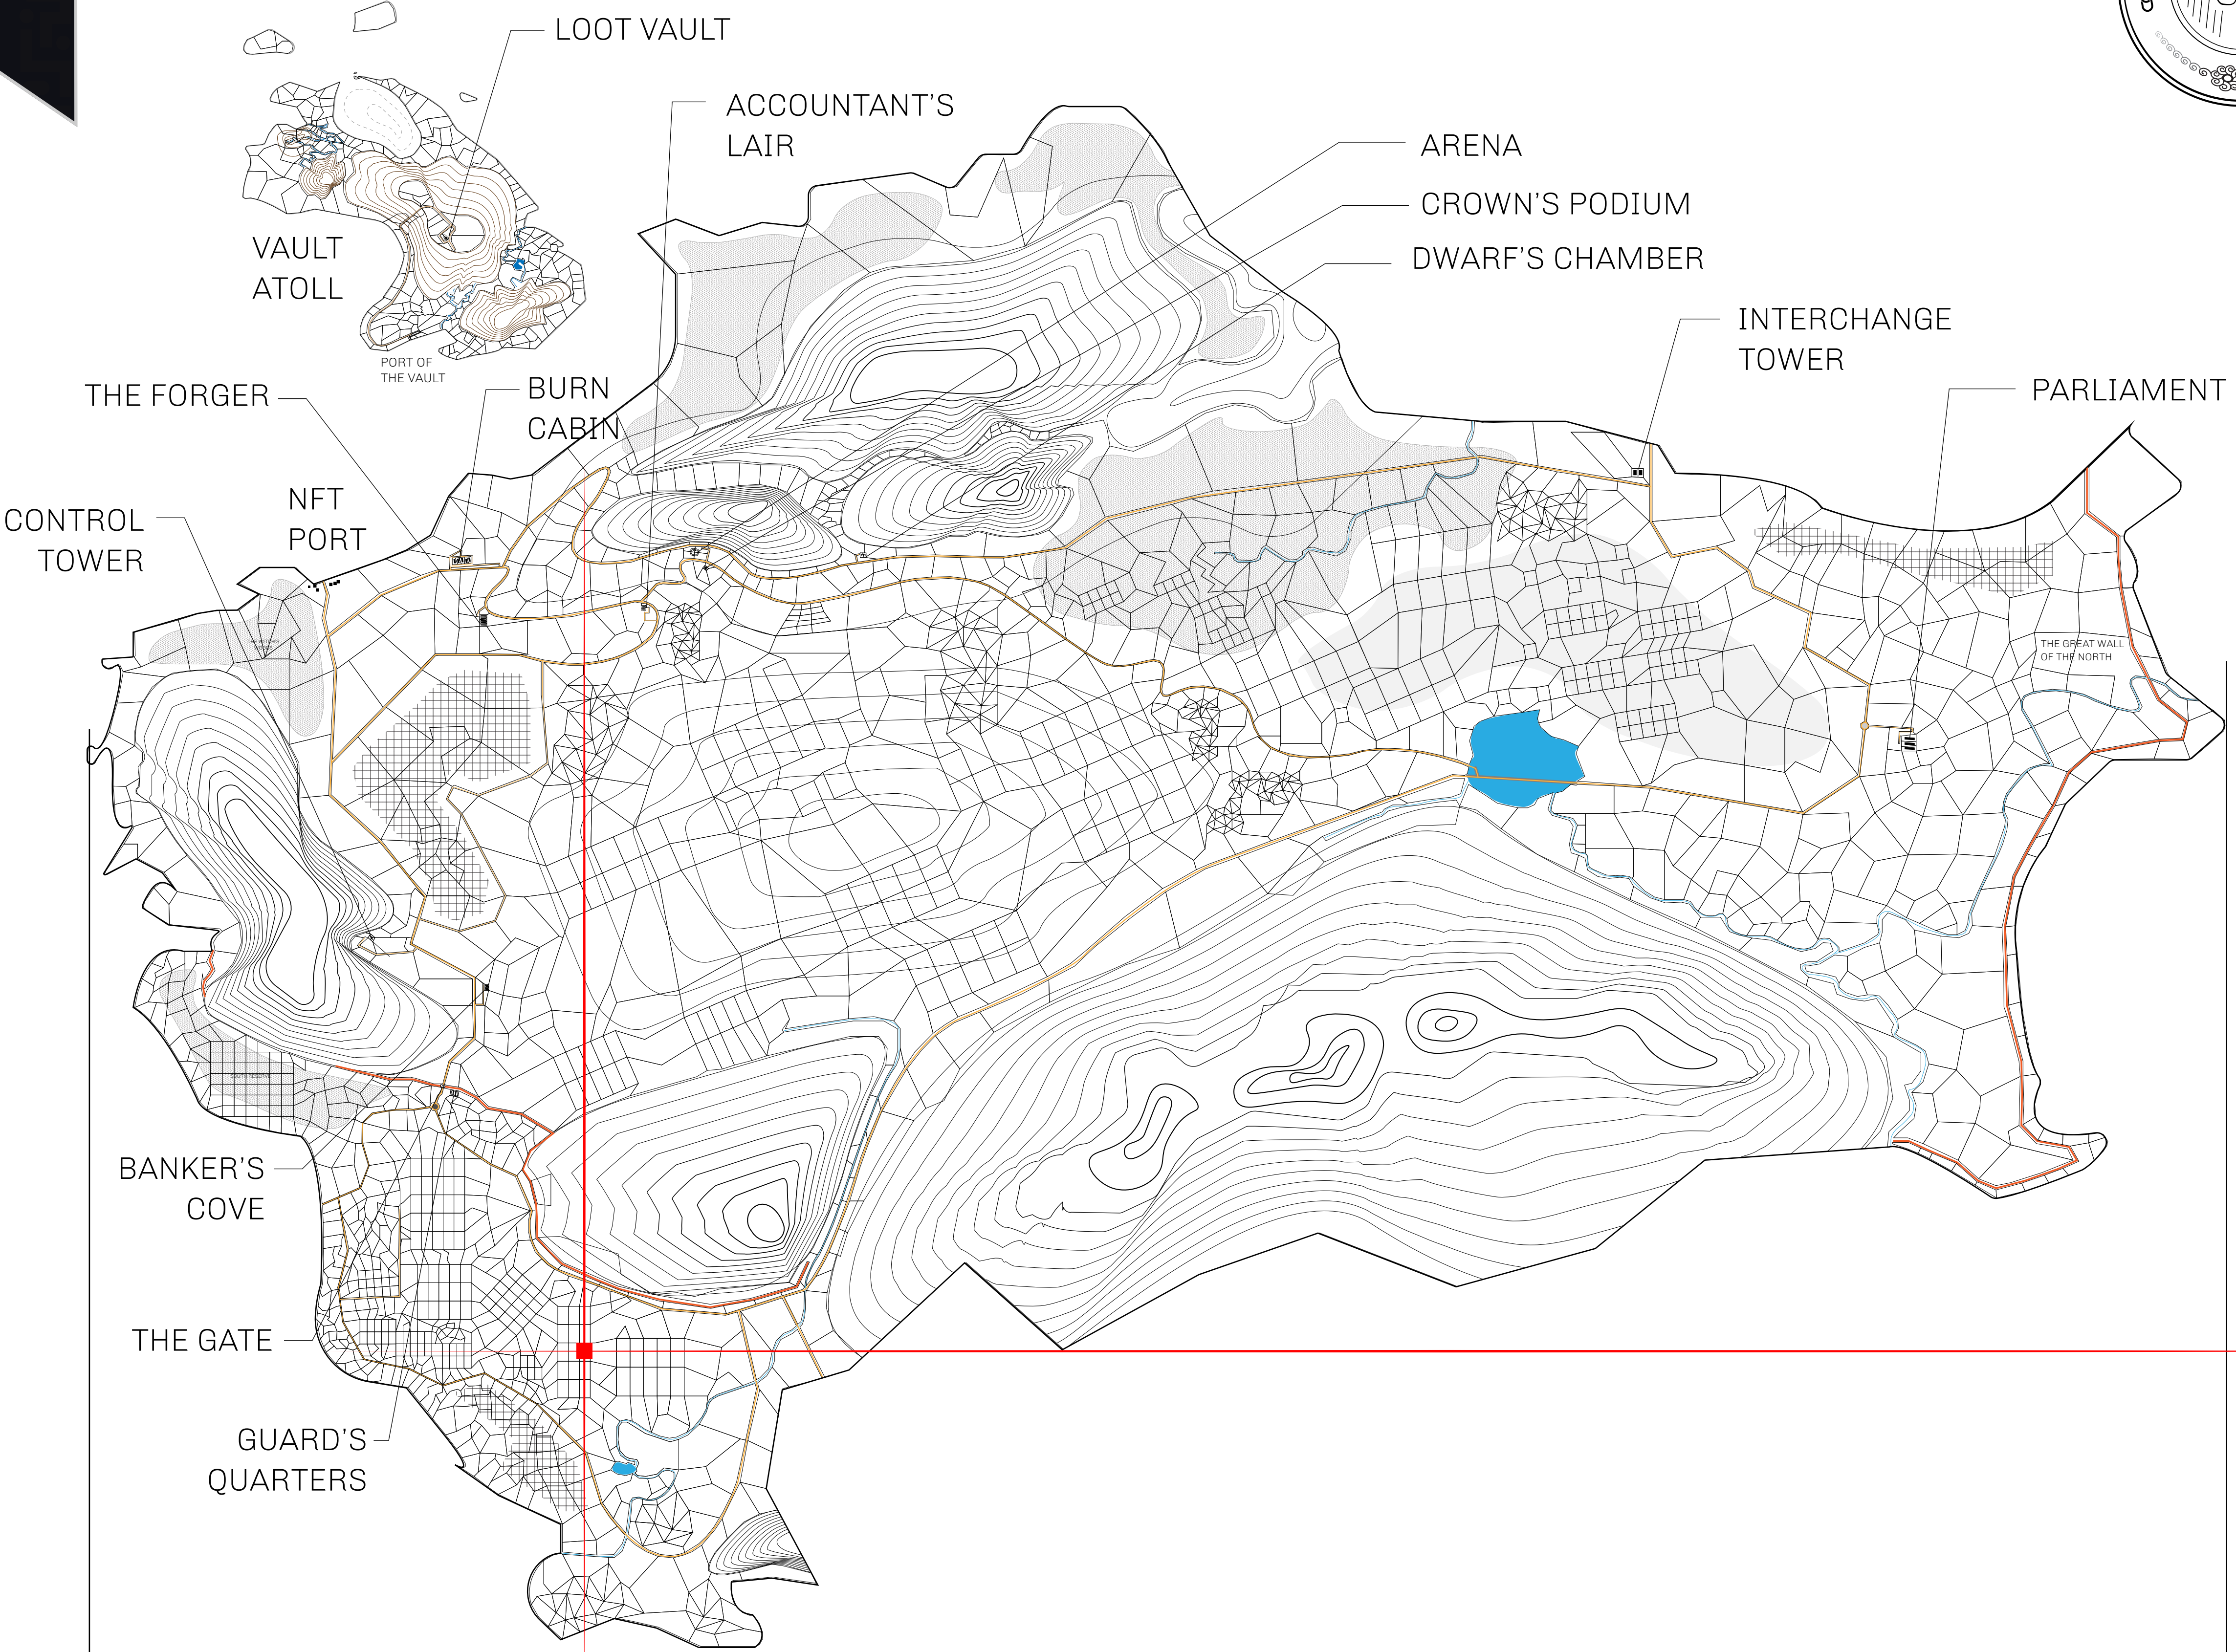 LOOT VAULT
ACCOUNTANT'S
LAIR
ARENA
CROWN'S PODIUM
DWARF'S CHAMBER
VAULT
ATOLL
INTERCHANGE
TOWER
PORT OF
THE VAULT
THE FORGER
BURN
CABIN
PARLIAMENT
NFT
PORT
CONTROL
TOWER
THE GREAT WALL
OF THE NORTH
SOUTH RESERVE
BANKER'S
COVE
THE GATE
GUARD'S
QUARTERS